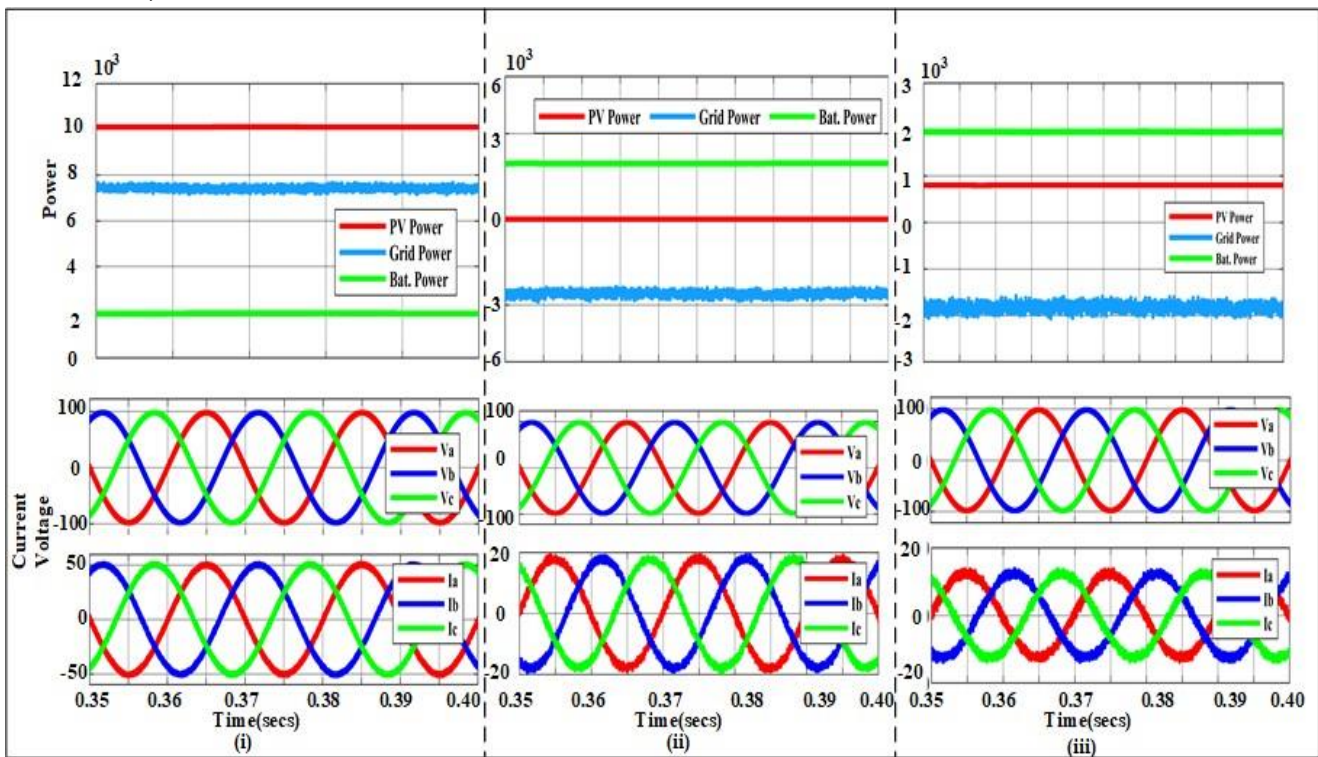 10^3
12
10
8
6
4
2
0
Power
PV Power
Grid Power
Bat. Power
100
0
-100
Va
Vb
Vc
Current
Voltage
50
0
-50
Ia
Ib
Ic
0.35 0.36 0.37 0.38 0.39 0.40
Time(secs)
(i)
10^3
6
3
0
-3
-6
PV Power Grid Power Bat. Power
100
0
-100
Va
Vb
Vc
20
0
-20
Ia
Ib
Ic
0.35 0.36 0.37 0.38 0.39 0.40
Time(secs)
(ii)
10^3
3
2
1
0
-1
-2
-3
PV Power
Grid Power
Bat. Power
100
0
-100
Va
Vb
Vc
20
0
-20
Ia
Ib
Ic
0.35 0.36 0.37 0.38 0.39 0.40
Time(secs)
(iii)